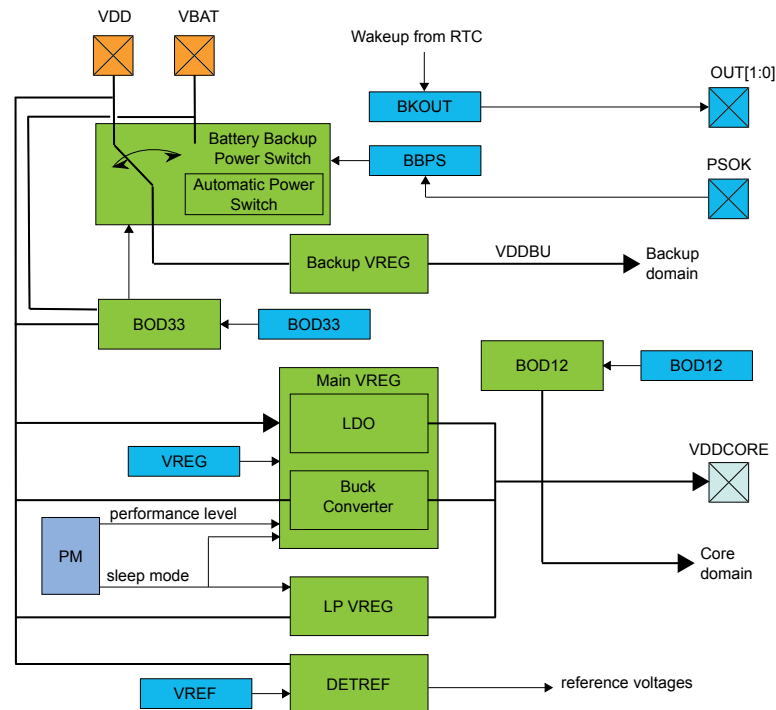 VDD
VBAT
Wakeup from RTC
OUT[1:0]
BKOUT
Battery Backup
Power Switch
BBPS
PSOK
Automatic Power
Switch
Backup VREG
VDDBU
Backup
domain
BOD33
BOD33
BOD12
BOD12
Main VREG
LDO
VREG
VDDCORE
Buck
Converter
performance level
PM
sleep mode
Core
domain
LP VREG
VREF
DETREF
reference voltages